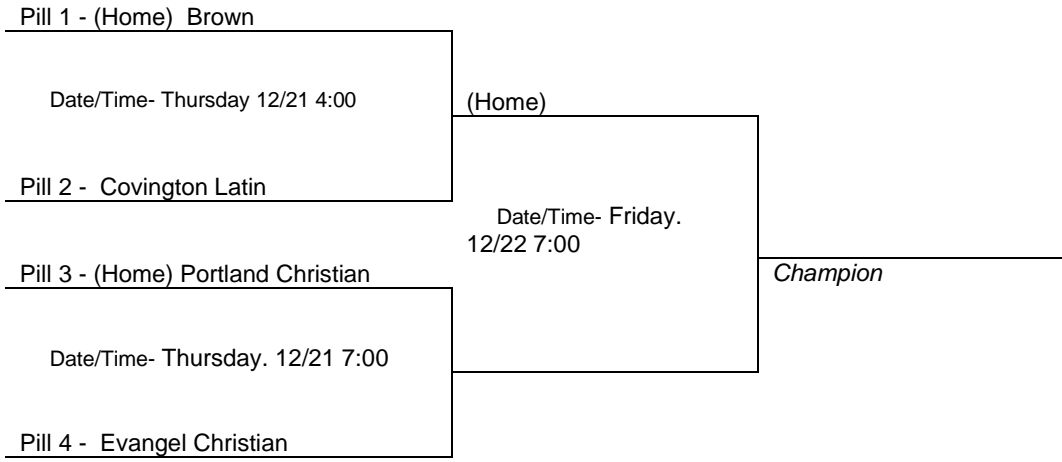 Pill 1 - (Home)  Brown
Date/Time- Thursday 12/21 4:00
(Home)
Pill 2 -  Covington Latin
Date/Time- Friday.
12/22 7:00
Pill 3 - (Home) Portland Christian
Champion
Date/Time- Thursday. 12/21 7:00
Pill 4 -  Evangel Christian